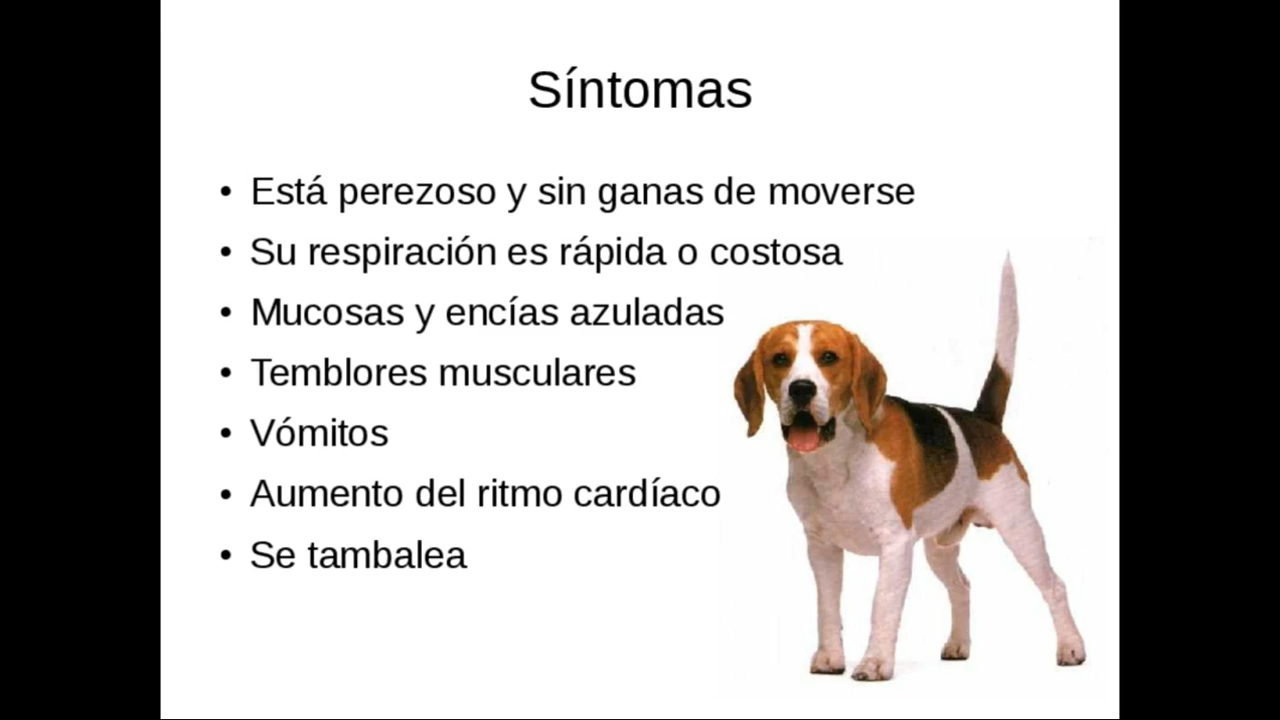 Síntomas
• Está perezoso y sin ganas de moverse
• Su respiración es rápida o costosa
• Mucosas y encías azuladas
• Temblores musculares
• Vómitos
• Aumento del ritmo cardíaco
• Se tambalea